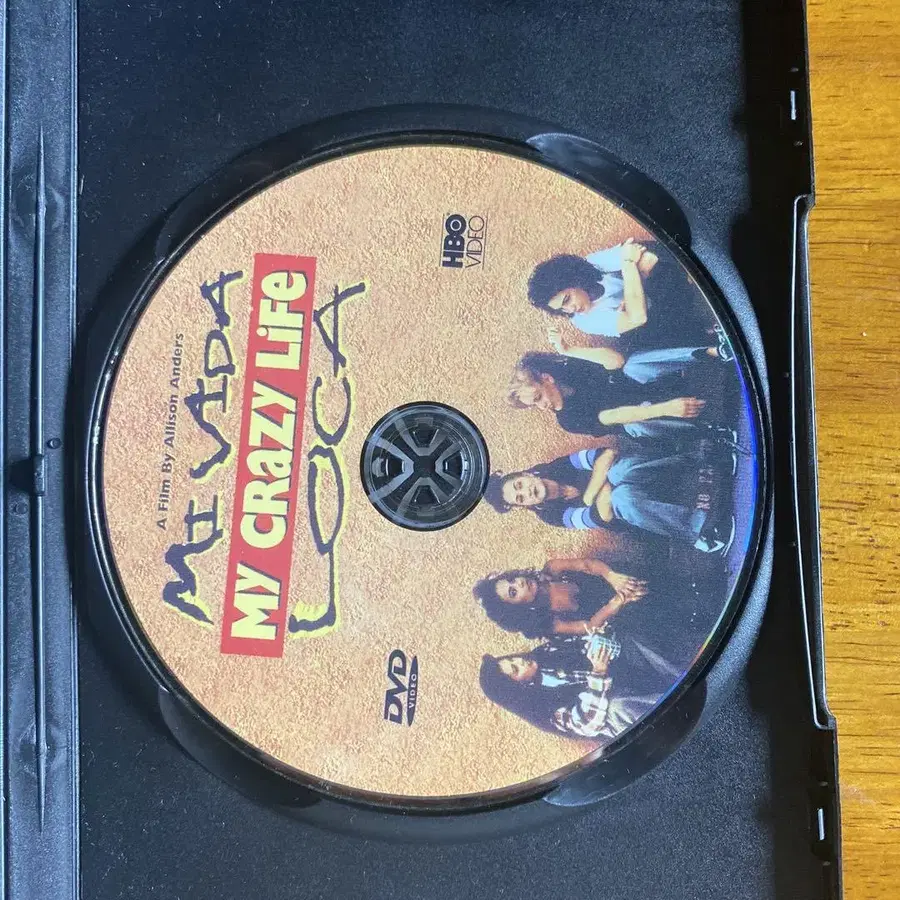 A Film By Allison Anders
Mi ViDA
MY CRaZY LiFe
LOCA
HBO
VIDEO
DVD
VIDEO